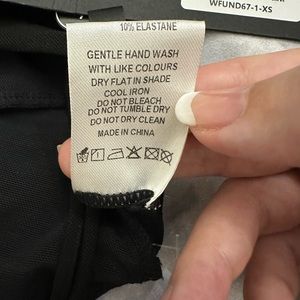 WFUND67-1-XS
10% ELASTANE
GENTLE HAND WASH
WITH LIKE COLOURS
DRY FLAT IN SHADE
COOL IRON
DO NOT BLEACH
DO NOT TUMBLE DRY
DO NOT DRY CLEAN
MADE IN CHINA